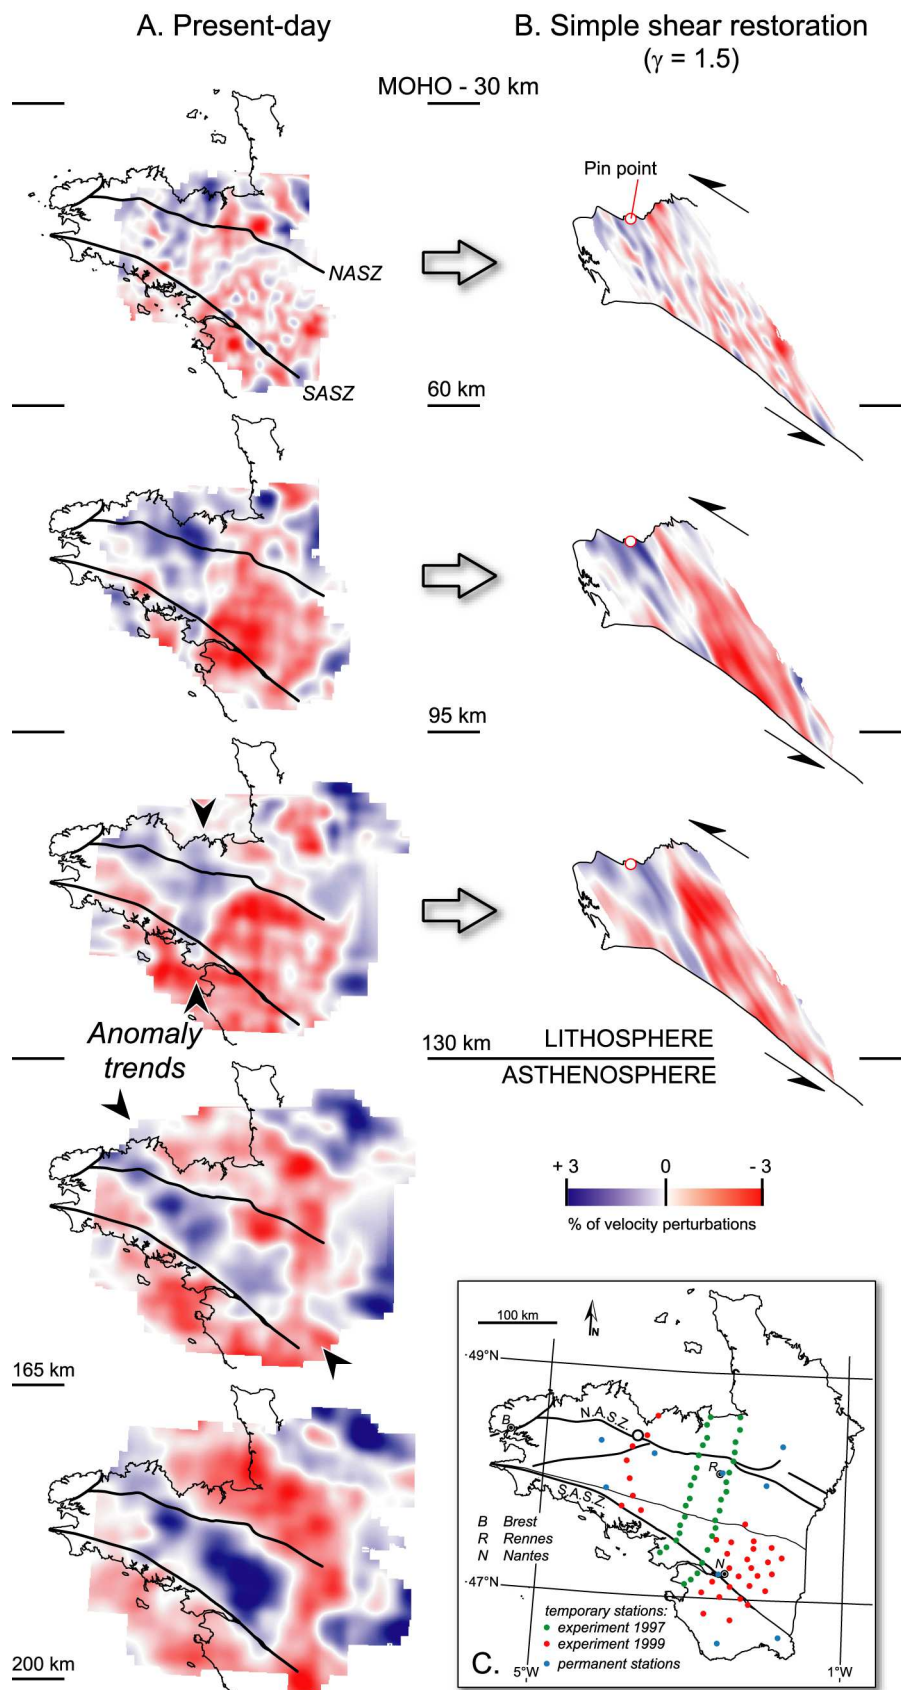 A. Present-day
B. Simple shear restoration
(γ = 1.5)
MOHO - 30 km
Pin point
NASZ
SASZ
60 km
95 km
Anomaly
trends
130 km
LITHOSPHERE
ASTHENOSPHERE
+ 3 0 - 3
% of velocity perturbations
165 km
200 km
100 km
N
49°N
B
N.A.S.Z.
R
S.A.S.Z.
B Brest
R Rennes
N Nantes
N
47°N
temporary stations:
experiment 1997
experiment 1999
permanent stations
C.
5°W
1°W